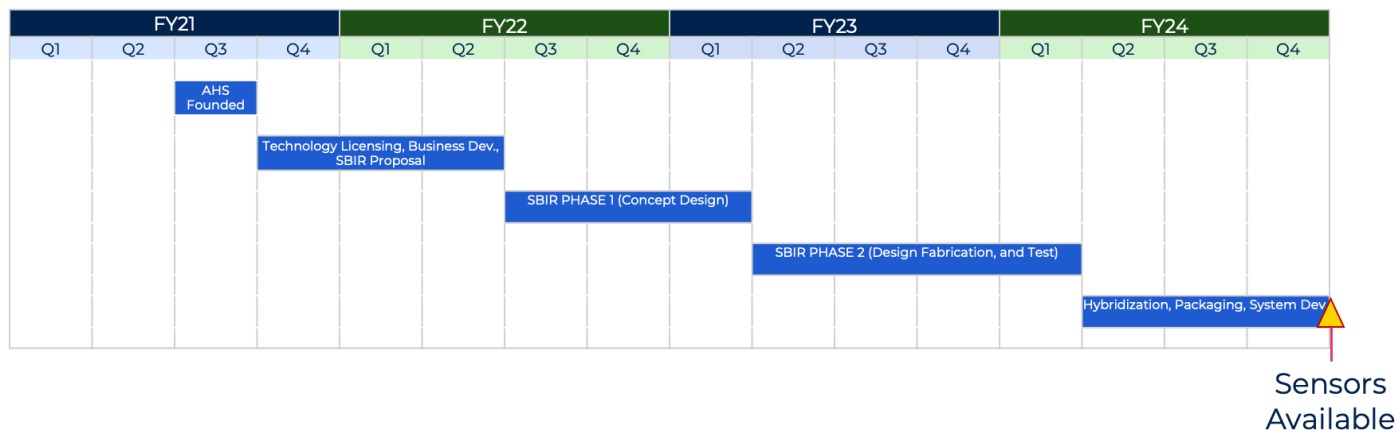 FY21 FY22 FY23 FY24
Q1 Q2 Q3 Q4 Q1 Q2 Q3 Q4 Q1 Q2 Q3 Q4 Q1 Q2 Q3 Q4
AHS
Founded
Technology Licensing, Business Dev.,
SBIR Proposal
SBIR PHASE 1 (Concept Design)
SBIR PHASE 2 (Design Fabrication, and Test)
Hybridization, Packaging, System Dev
Sensors
Available